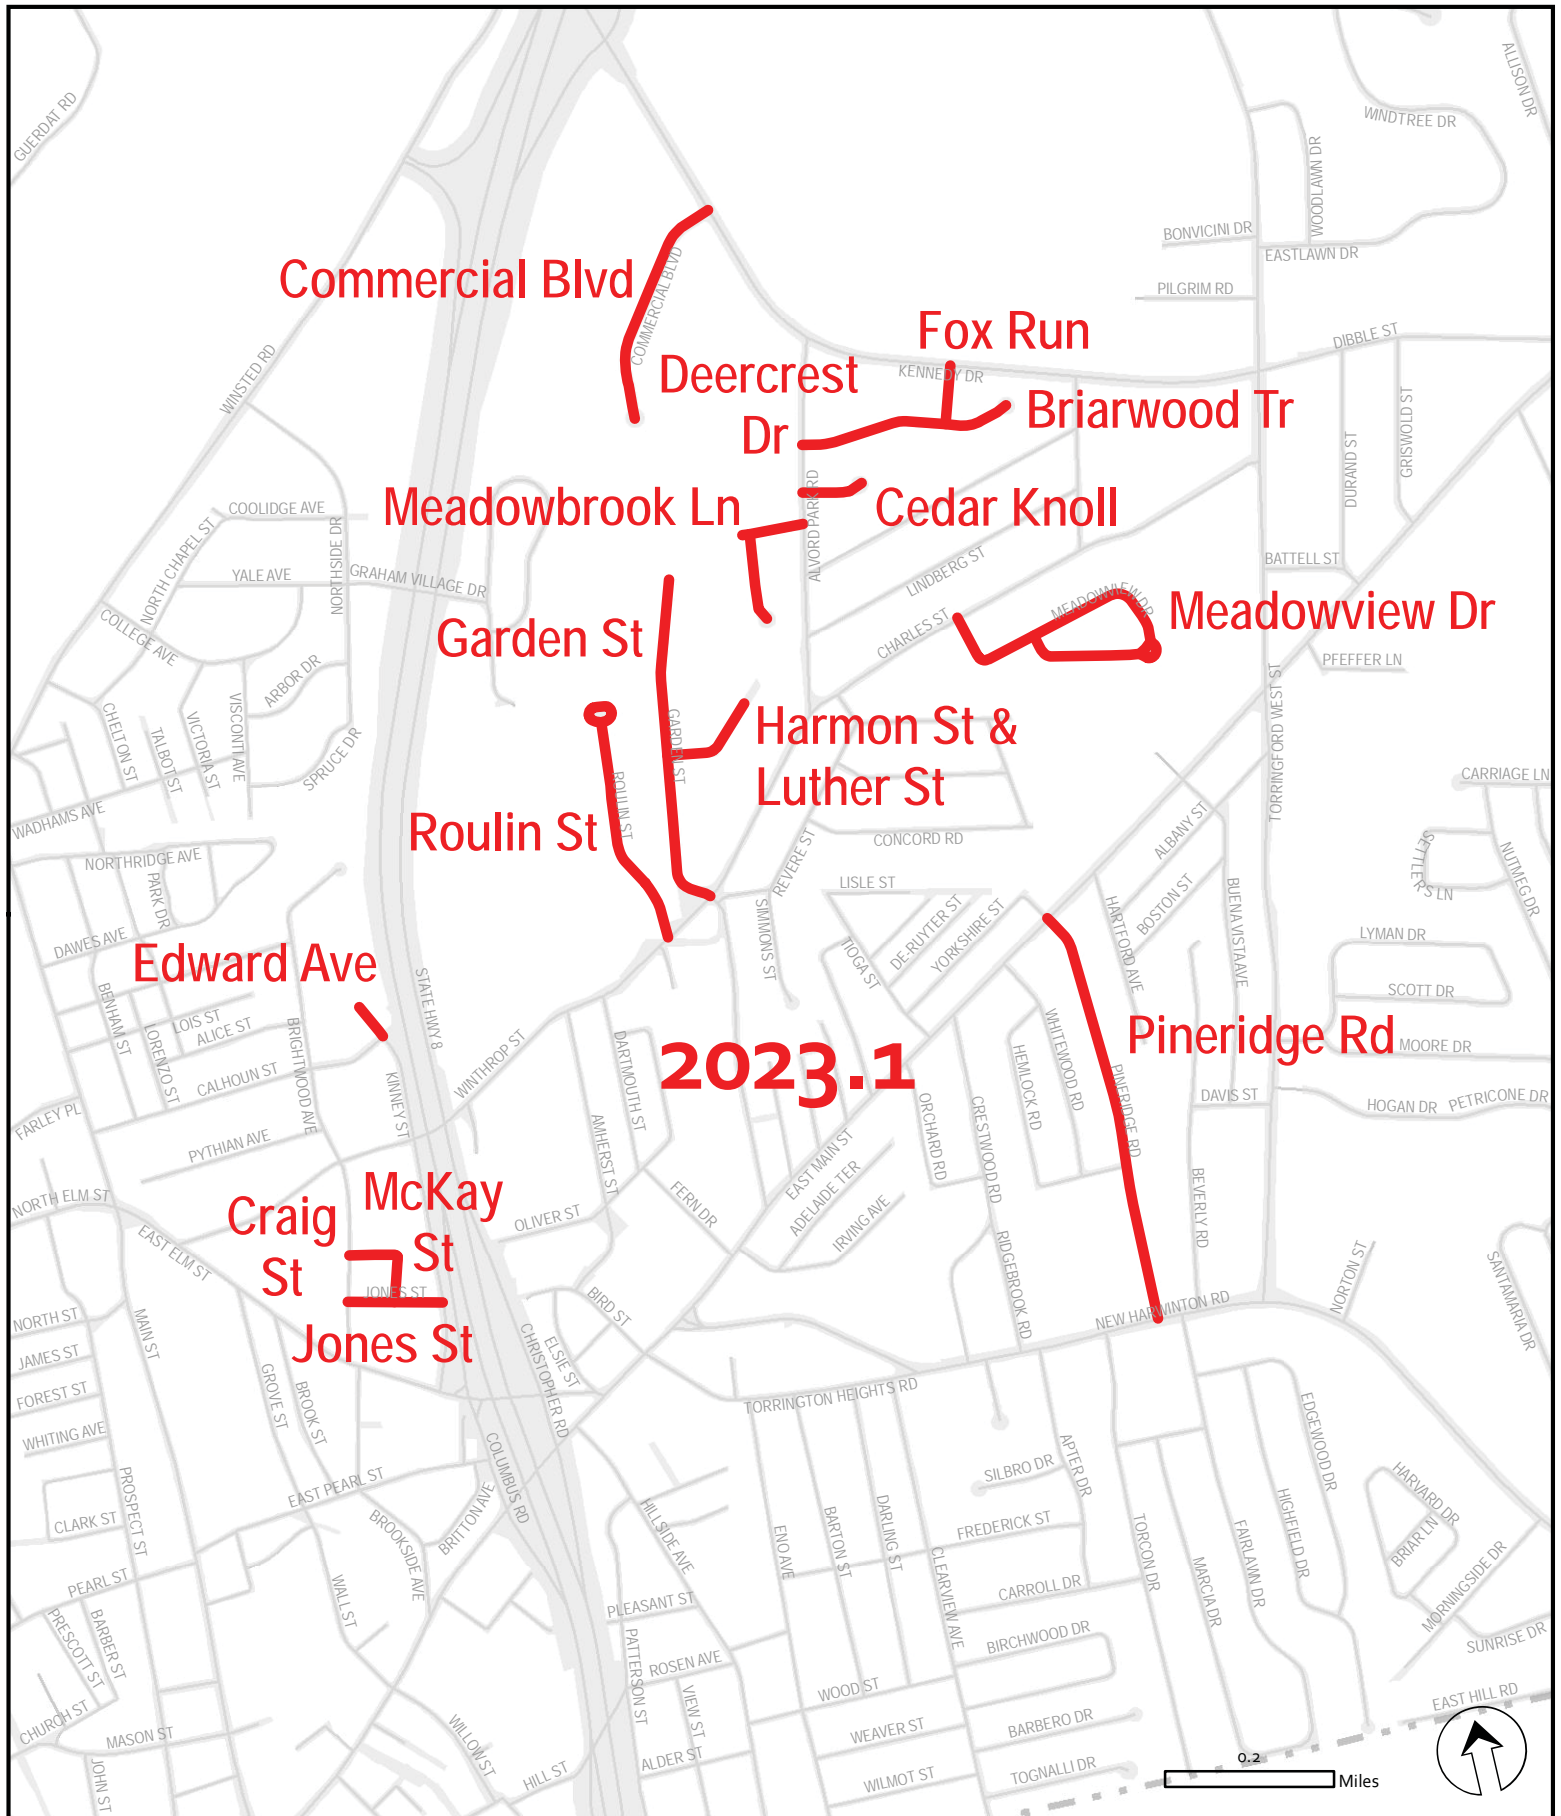 GUERDAT RD
ALLISON DR
WINDTREE DR
WOODLAWN DR
BONVICINI DR
EASTLAWN DR
PILGRIM RD
Commercial Blvd
COMMERCIAL BLVD
Fox Run
DIBBLE ST
WINSTED RD
Deercrest
Dr
KENNEDY DR
Briarwood Tr
GRISWOLD ST
DURAND ST
Meadowbrook Ln
Cedar Knoll
ALVORD PARK RD
COOLIDGE AVE
NORTH CHAPEL ST
NORTHSIDE DR
YALE AVE
GRAHAM VILLAGE DR
LINDBERG ST
BATTELL ST
COLLEGE AVE
Garden St
CHARLES ST
MEADOWVIEW DR
Meadowview Dr
PFEFFER LN
ARBOR DR
VISCONTI AVE
CHELTON ST
TALBOT ST
VICTORIA ST
SPRUCE DR
GARDEN ST
Harmon St &
Luther St
TORRINGFORD WEST ST
CARRIAGE LN
WADHAMS AVE
Roulin St
ROULIN ST
CONCORD RD
REVERE ST
ALBANY ST
SETTLERS LN
NUTMEG DR
NORTHRIDGE AVE
PARK DR
LISLE ST
BOSTON ST
BUENA VISTA AVE
HARTFORD AVE
SIMMONS ST
DE-RUYTER ST
YORKSHIRE ST
TIOGA ST
DAWES AVE
Edward Ave
LYMAN DR
SCOTT DR
BENHAM ST
LOIS ST
ALICE ST
LORENZO ST
BRIGHTWOOD AVE
STATE HWY 8
WINTHROP ST
DARTMOUTH ST
2023.1
HEMLOCK RD
WHITEWOOD RD
Pineridge Rd
PINERIDGE RD
MOORE DR
CALHOUN ST
KINNEY ST
FARLEY PL
PYTHIAN AVE
AMHERST ST
ORCHARD RD
CRESTWOOD RD
DAVIS ST
HOGAN DR
PETRICONE DR
EAST MAIN ST
ADELAIDE TER
IRVING AVE
BEVERLY RD
NORTH ELM ST
EAST ELM ST
Craig
St
McKay
St
OLIVER ST
FERN DR
RIDGEBROOK RD
NORTON ST
SANTAMARIA DR
JONES ST
Jones St
BIRD ST
NEW HARWINTON RD
NORTH ST
MAIN ST
JAMES ST
FOREST ST
WHITING AVE
GROVE ST
BROOK ST
ELSIE ST
CHRISTOPHER RD
TORRINGTON HEIGHTS RD
EDGEWOOD DR
PROSPECT ST
CLARK ST
EAST PEARL ST
COLUMBUS RD
BRITTON AVE
BROOKSIDE AVE
HILLSIDE AVE
ENO AVE
BARTON ST
DARLING ST
SILBRO DR
APTER DR
FREDERICK ST
CLEARVIEW AVE
TORCON DR
MARCIA DR
FAIRLAWN DR
HIGHFIELD DR
HARVARD DR
BRIAR LN
MORNINGSIDE DR
SUNRISE DR
PEARL ST
PRESCOTT ST
BARBER ST
WALL ST
PLEASANT ST
CARROLL DR
BIRCHWOOD DR
PATTERSON ST
ROSEN AVE
VIEW ST
WOOD ST
EAST HILL RD
CHURCH ST
MASON ST
JOHN ST
WILLOW ST
HILL ST
ALDER ST
WEAVER ST
WILMOT ST
BARBERO DR
TOGNALLI DR
0.2
Miles